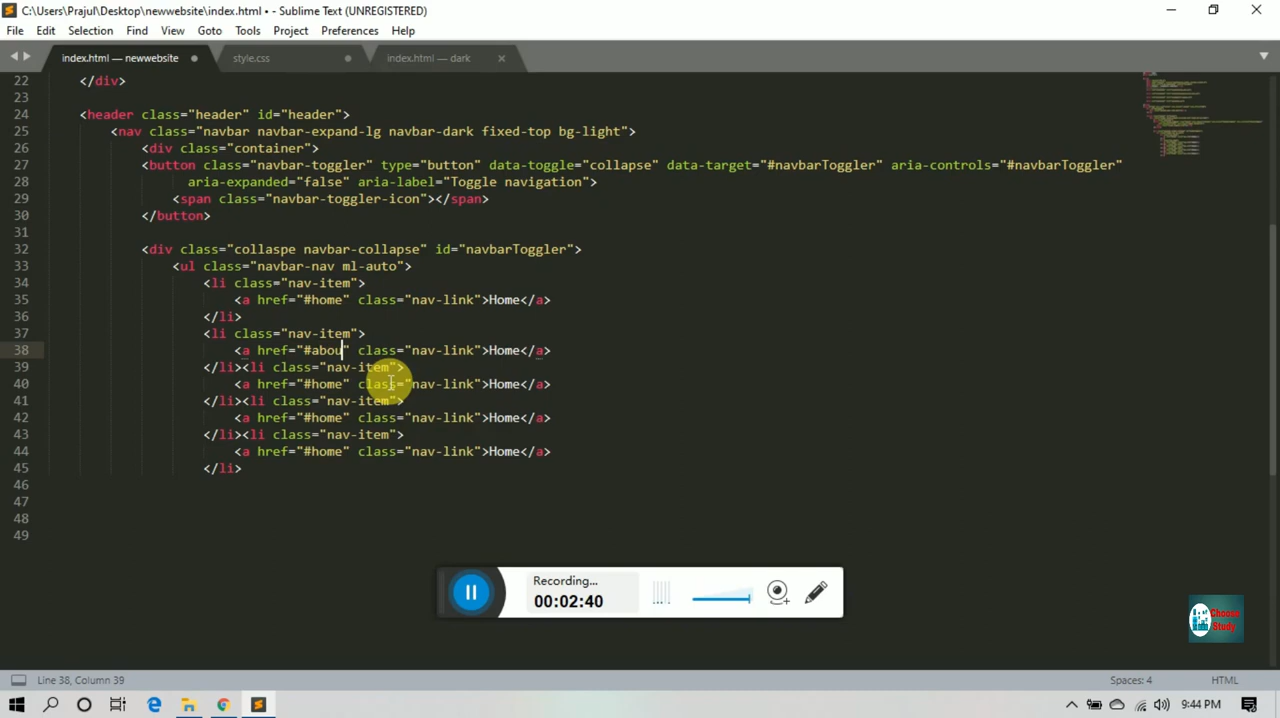 C:\Users\Prajul\Desktop\newwebsite\index.html • - Sublime Text (UNREGISTERED)
File Edit Selection Find View Goto Tools Project Preferences Help
index.html — newwebsite style.css index.html — dark
22 </div>
23
24 <header class="header" id="header">
25 <nav class="navbar navbar-expand-lg navbar-dark fixed-top bg-light">
26 <div class="container">
27 <button class="navbar-toggler" type="button" data-toggle="collapse" data-target="#navbarToggler" aria-controls="#navbarToggler"
28 aria-expanded="false" aria-label="Toggle navigation">
29 <span class="navbar-toggler-icon"></span>
30 </button>
31
32 <div class="collaspe navbar-collapse" id="navbarToggler">
33 <ul class="navbar-nav ml-auto">
34 <li class="nav-item">
35 <a href="#home" class="nav-link">Home</a>
36 </li>
37 <li class="nav-item">
38 <a href="#abou" class="nav-link">Home</a>
39 </li><li class="nav-item">
40 <a href="#home" class="nav-link">Home</a>
41 </li><li class="nav-item">
42 <a href="#home" class="nav-link">Home</a>
43 </li><li class="nav-item">
44 <a href="#home" class="nav-link">Home</a>
45 </li>
46
47
48
49
Recording...
00:02:40
Choose
Study
Line 38, Column 39 Spaces: 4 HTML
9:44 PM